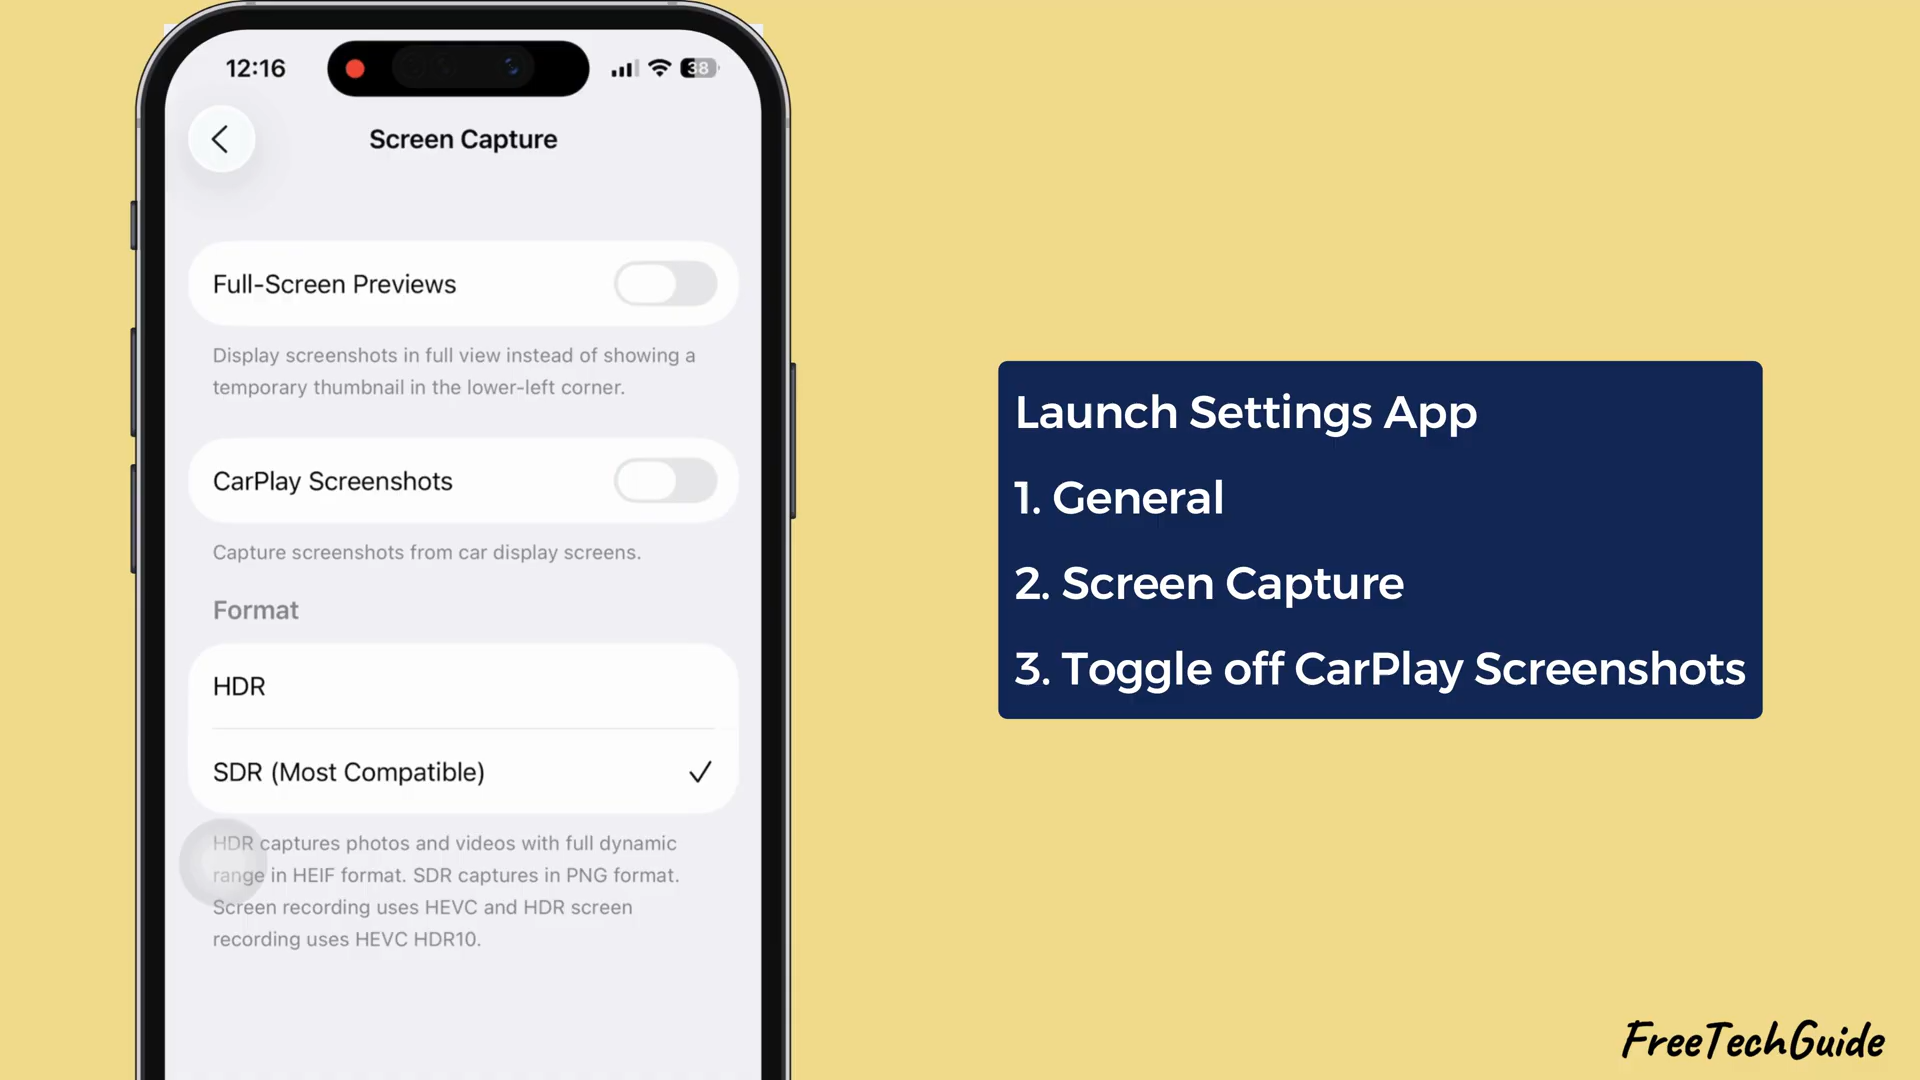 12:16
38
Screen Capture
Full-Screen Previews
Display screenshots in full view instead of showing a
temporary thumbnail in the lower-left corner.
CarPlay Screenshots
Capture screenshots from car display screens.
Format
HDR
SDR (Most Compatible)
HDR captures photos and videos with full dynamic
range in HEIF format. SDR captures in PNG format.
Screen recording uses HEVC and HDR screen
recording uses HEVC HDR10.
Launch Settings App
1. General
2. Screen Capture
3. Toggle off CarPlay Screenshots
FreeTechGuide